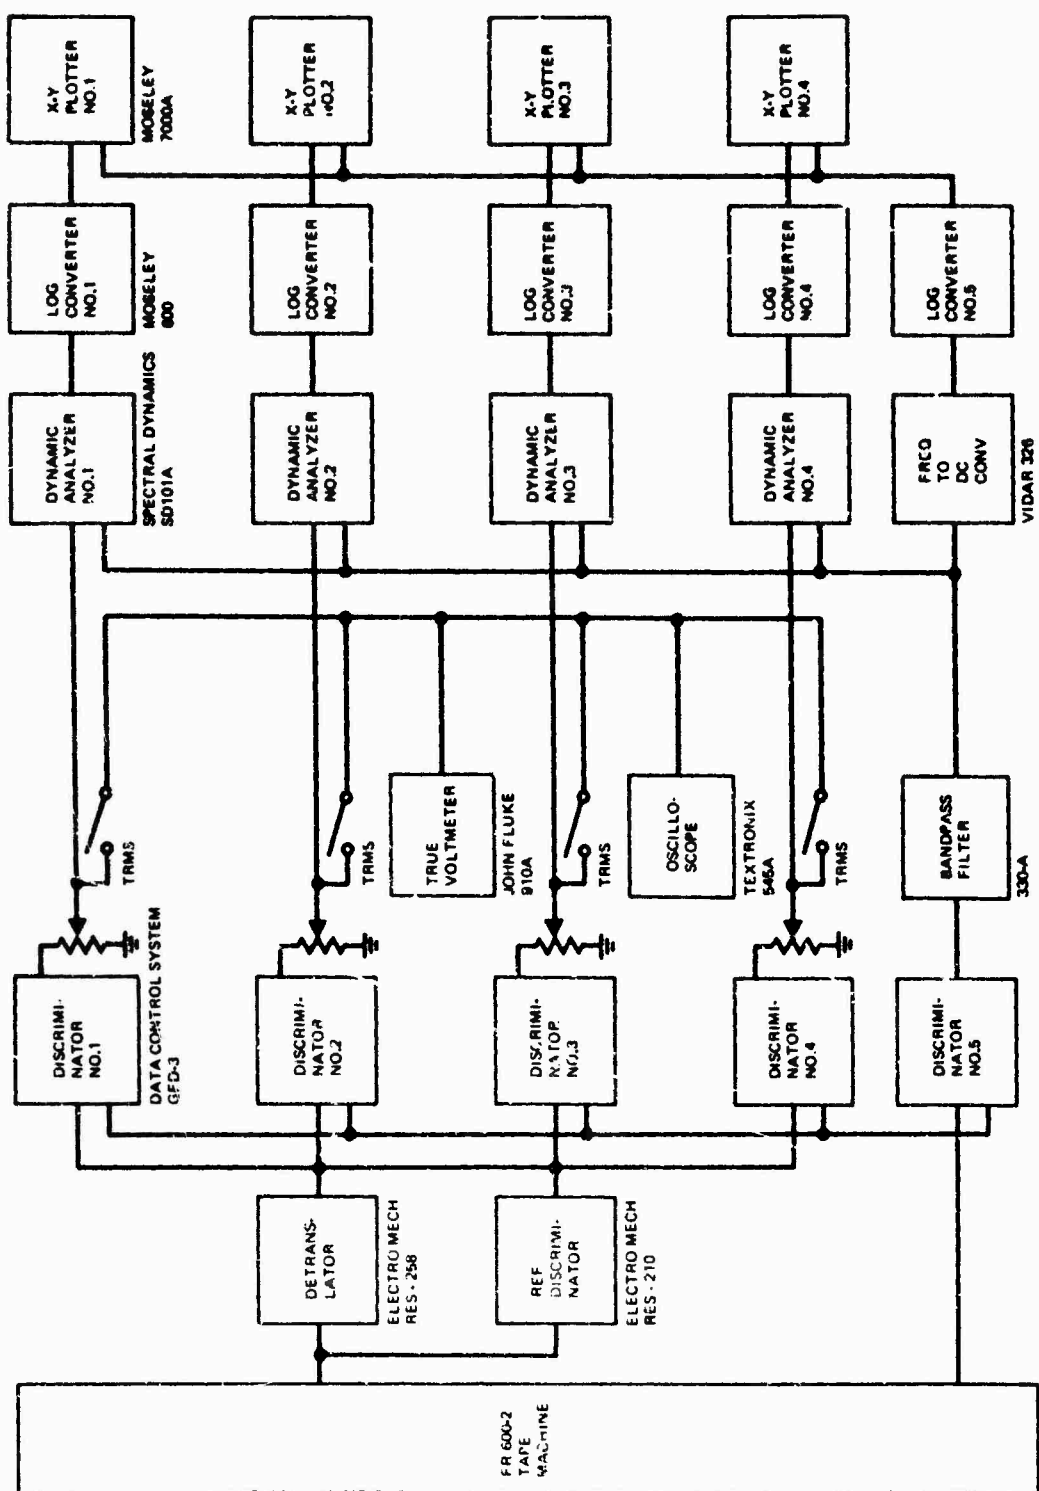 X-Y
PLOTTER
NO.1
MOSELEY
7000A
X-Y
PLOTTER
NO.2
X-Y
PLOTTER
NO.3
X-Y
PLOTTER
NO.4
LOG
CONVERTER
NO.1
MOSELEY
600
LOG
CONVERTER
NO.2
LOG
CONVERTER
NO.3
LOG
CONVERTER
NO.4
LOG
CONVERTER
NO.5
DYNAMIC
ANALYZER
NO.1
SPECTRAL DYNAMICS
SD101A
DYNAMIC
ANALYZER
NO.2
DYNAMIC
ANALYZER
NO.3
DYNAMIC
ANALYZER
NO.4
FREQ
TO
DC
CONV
VIDAR 326
TRMS
TRMS
TRUE
VOLTMETER
JOHN FLUKE
910A
TRMS
OSCILLO-
SCOPE
TEXTRONIX
545A
TRMS
BANDPASS
FILTER
330-A
DISCRIMI-
NATOR
NO.1
DATA CONTROL SYSTEM
GFD-3
DISCRIMI-
NATOR
NO.2
DISCRIMI-
NATOR
NO.3
DISCRIMI-
NATOR
NO.4
DISCRIMI-
NATOR
NO.5
DETRANS-
LATOR
ELECTRO MECH
RES - 258
REF
DISCRIMI-
NATOR
ELECTRO MECH
RES - 210
FR 600-2
TAPE
MACHINE